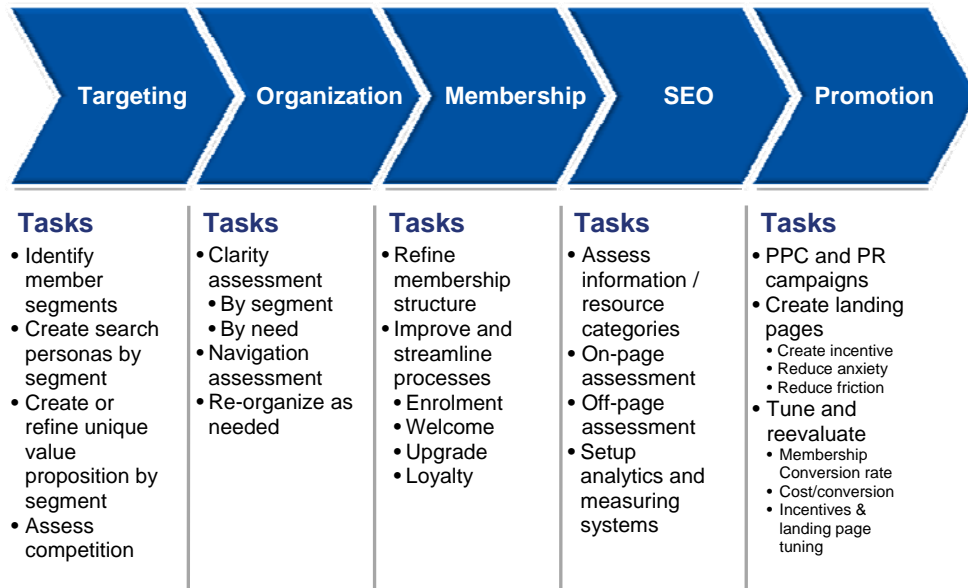 Targeting
Organization
Membership
SEO
Promotion
Tasks
• Identify
member
segments
• Create search
personas by
segment
• Create or
refine unique
value
proposition by
segment
• Assess
competition
Tasks
• Clarity
assessment
• By segment
• By need
• Navigation
assessment
• Re-organize as
needed
Tasks
• Refine
membership
structure
• Improve and
streamline
processes
• Enrolment
• Welcome
• Upgrade
• Loyalty
Tasks
• Assess
information /
resource
categories
• On-page
assessment
• Off-page
assessment
• Setup
analytics and
measuring
systems
Tasks
• PPC and PR
campaigns
• Create landing
pages
• Create incentive
• Reduce anxiety
• Reduce friction
• Tune and
reevaluate
• Membership
Conversion rate
• Cost/conversion
• Incentives &
landing page
tuning